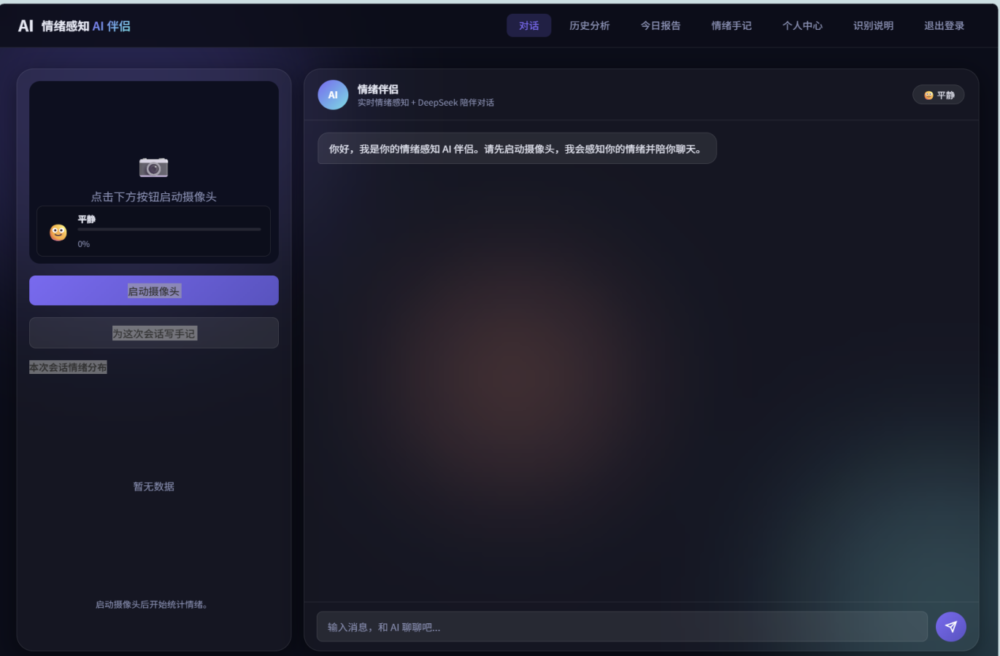 AI 情绪感知 AI 伴侣
对话 历史分析 今日报告 情绪手记 个人中心 识别说明 退出登录
点击下方按钮启动摄像头
平静
0%
启动摄像头
为这次会话写手记
本次会话情绪分布
暂无数据
启动摄像头后开始统计情绪。
AI
情绪伴侣
实时情绪感知 + DeepSeek 陪伴对话
平静
你好，我是你的情绪感知 AI 伴侣。请先启动摄像头，我会感知你的情绪并陪你聊天。
输入消息，和 AI 聊聊吧...